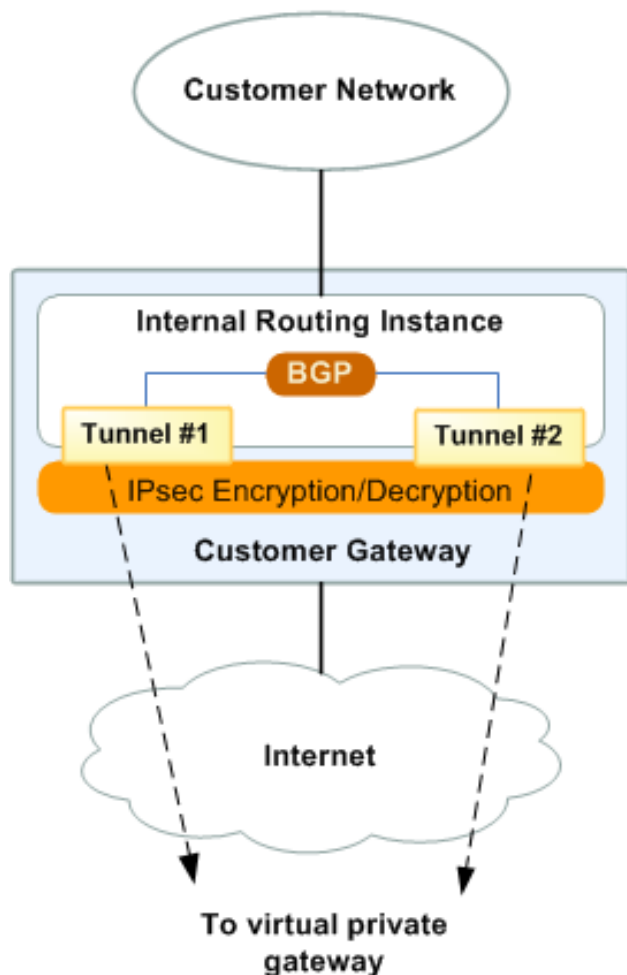 Customer Network
Internal Routing Instance
BGP
Tunnel #1
Tunnel #2
IPsec Encryption/Decryption
Customer Gateway
Internet
To virtual private
gateway